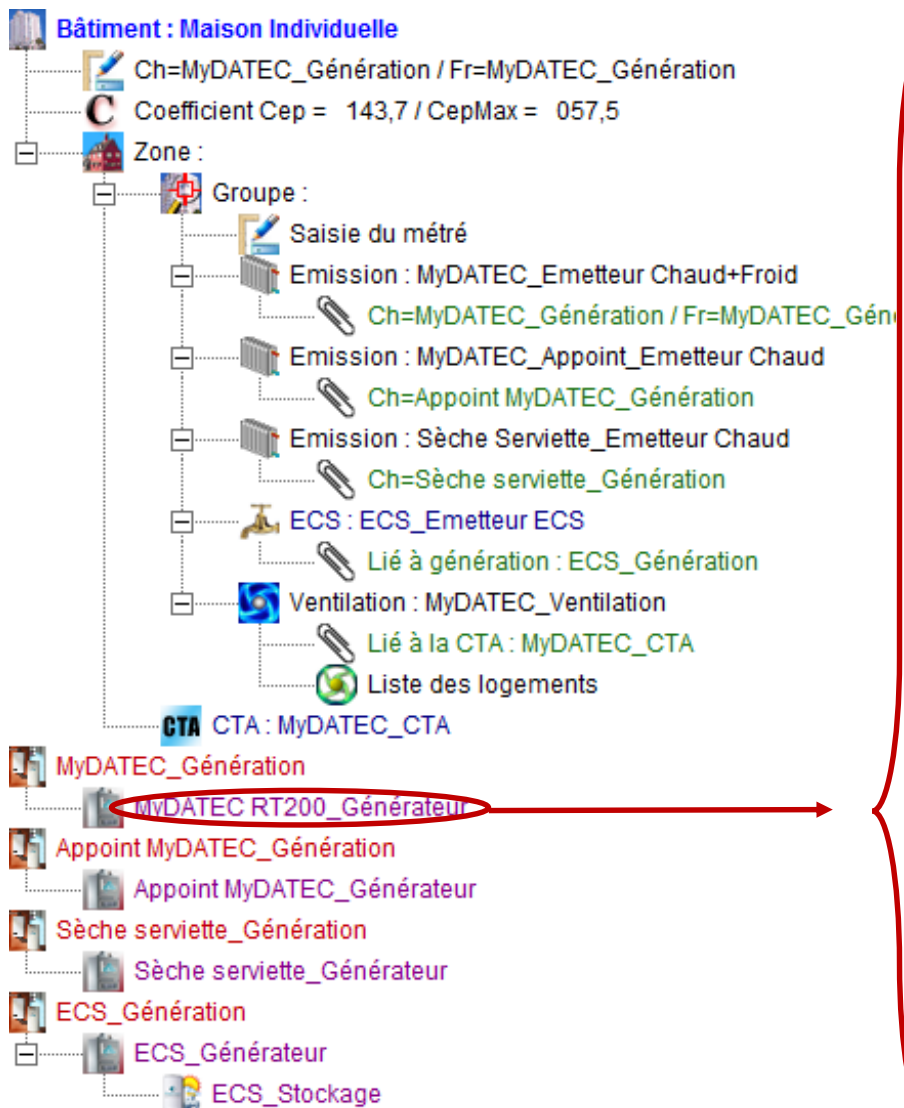 Bâtiment : Maison Individuelle
Ch=MyDATEC_Génération / Fr=MyDATEC_Génération
C Coefficient Cep = 143,7 / CepMax = 057,5
Zone :
Groupe :
Saisie du métré
Emission : MyDATEC_Emetteur Chaud+Froid
Ch=MyDATEC_Génération / Fr=MyDATEC_Géné
Emission : MyDATEC_Appoint_Emetteur Chaud
Ch=Appoint MyDATEC_Génération
Emission : Sèche Serviette_Emetteur Chaud
Ch=Sèche serviette_Génération
ECS : ECS_Emetteur ECS
Lié à génération : ECS_Génération
Ventilation : MyDATEC_Ventilation
Lié à la CTA : MyDATEC_CTA
Liste des logements
CTA CTA : MyDATEC_CTA
MyDATEC_Génération
MyDATEC RT200_Générateur
Appoint MyDATEC_Génération
Appoint MyDATEC_Générateur
Sèche serviette_Génération
Sèche serviette_Générateur
ECS_Génération
ECS_Générateur
ECS_Stockage